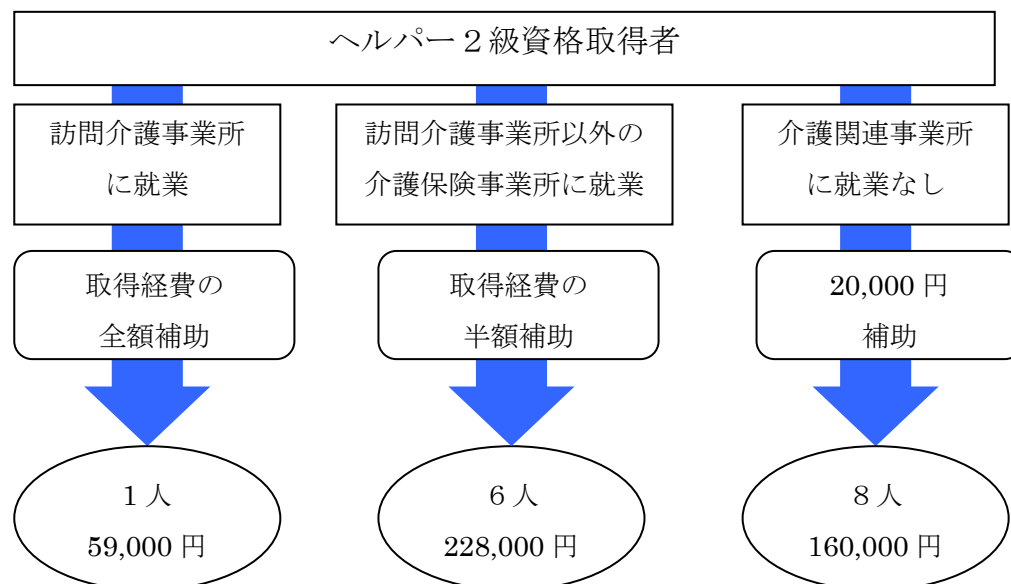 ヘルパー２級資格取得者
訪問介護事業所
に就業
訪問介護事業所以外の
介護保険事業所に就業
介護関連事業所
に就業なし
取得経費の
全額補助
取得経費の
半額補助
20,000 円
補助
1 人
59,000 円
６人
228,000 円
８人
160,000 円